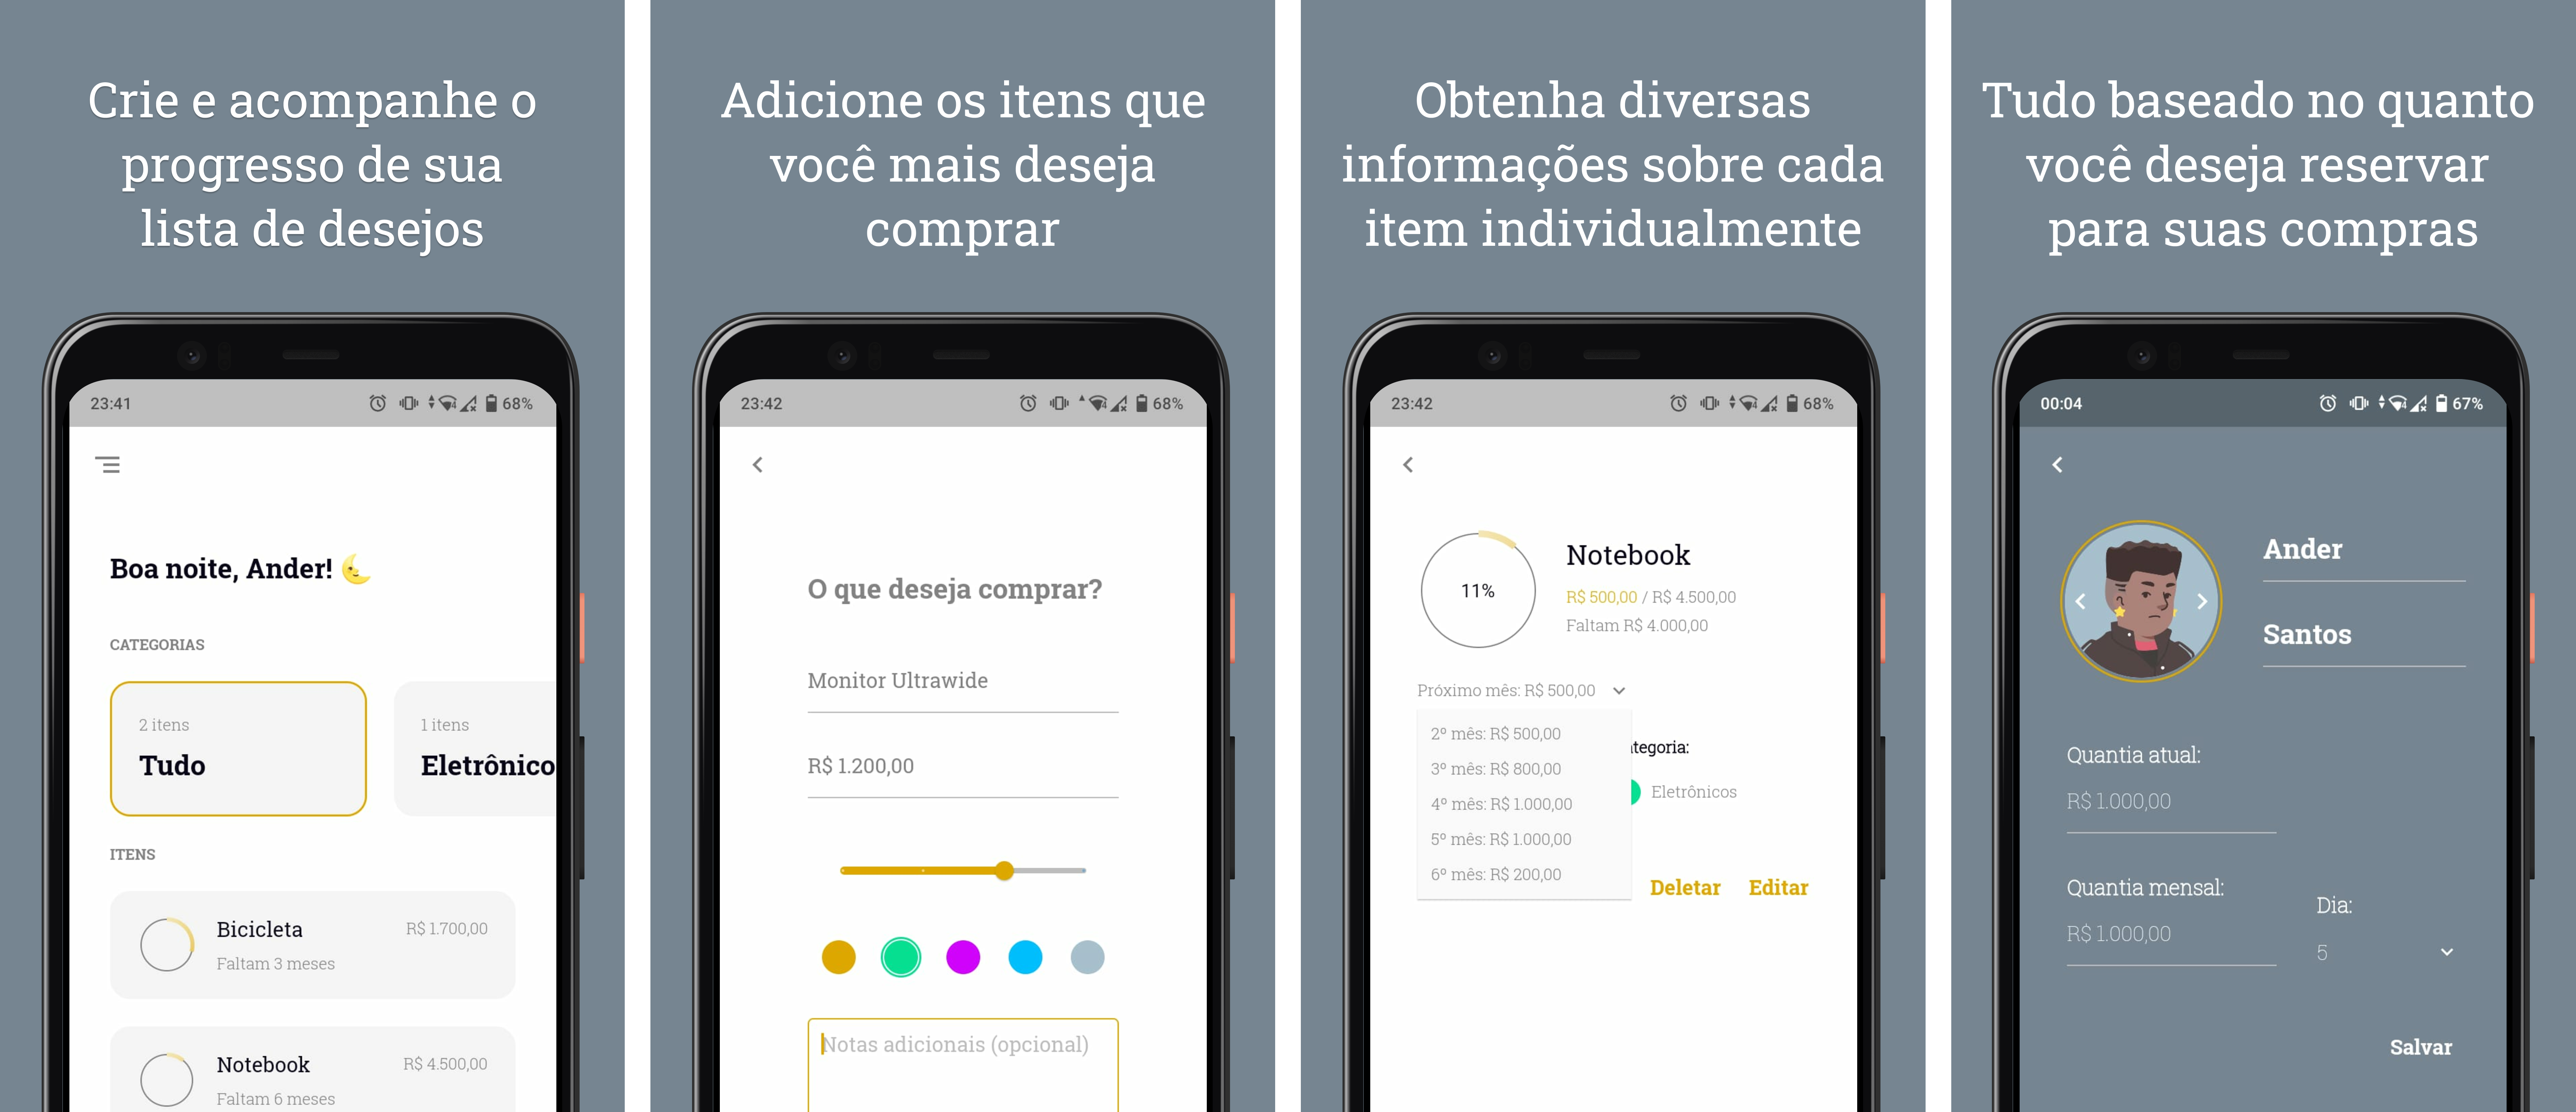 Crie e acompanhe o
progresso de sua
lista de desejos
23:41
68%
Boa noite, Ander!
CATEGORIAS
2 itens
Tudo
1 itens
Eletrônico
ITENS
Bicicleta
R$ 1.700,00
Faltam 3 meses
Notebook
R$ 4.500,00
Faltam 6 meses
Adicione os itens que
você mais deseja
comprar
23:42
68%
O que deseja comprar?
Monitor Ultrawide
R$ 1.200,00
Notas adicionais (opcional)
Obtenha diversas
informações sobre cada
item individualmente
23:42
68%
11%
Notebook
R$ 500,00 / R$ 4.500,00
Faltam R$ 4.000,00
Próximo mês: R$ 500,00
2º mês: R$ 500,00
3º mês: R$ 800,00
4º mês: R$ 1.000,00
5º mês: R$ 1.000,00
6º mês: R$ 200,00
ategoria:
Eletrônicos
Deletar Editar
Tudo baseado no quanto
você deseja reservar
para suas compras
00:04
67%
Ander
Santos
Quantia atual:
R$ 1.000,00
Quantia mensal:
R$ 1.000,00
Dia:
5
Salvar